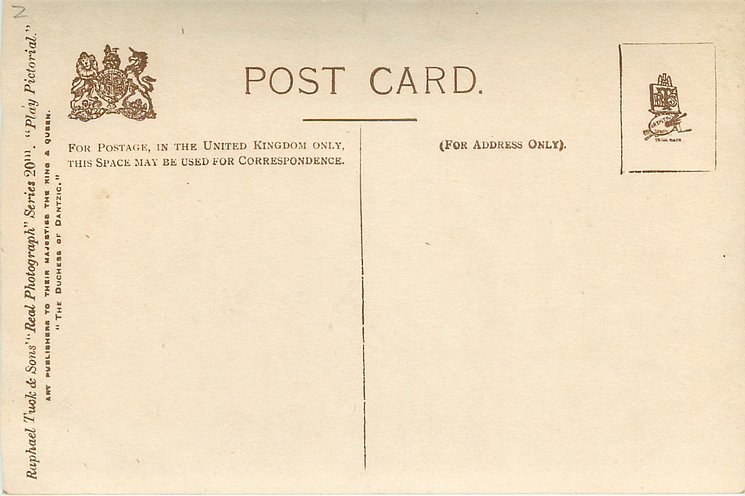 2
POST CARD.
FOR POSTAGE, IN THE UNITED KINGDOM ONLY,
THIS SPACE MAY BE USED FOR CORRESPONDENCE.
(FOR ADDRESS ONLY).
Raphael Tuck & Sons' "Real Photograph" Series 20III. "Play Pictorial."
ART PUBLISHERS TO THEIR MAJESTIES THE KING & QUEEN.
"THE DUCHESS OF DANTZIC."